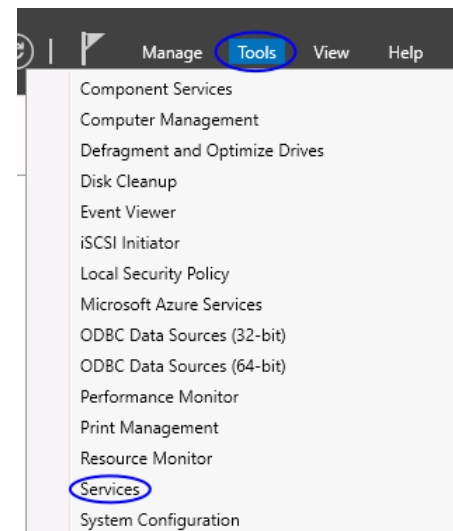 Manage Tools View Help
Component Services
Computer Management
Defragment and Optimize Drives
Disk Cleanup
Event Viewer
iSCSI Initiator
Local Security Policy
Microsoft Azure Services
ODBC Data Sources (32-bit)
ODBC Data Sources (64-bit)
Performance Monitor
Print Management
Resource Monitor
Services
System Configuration